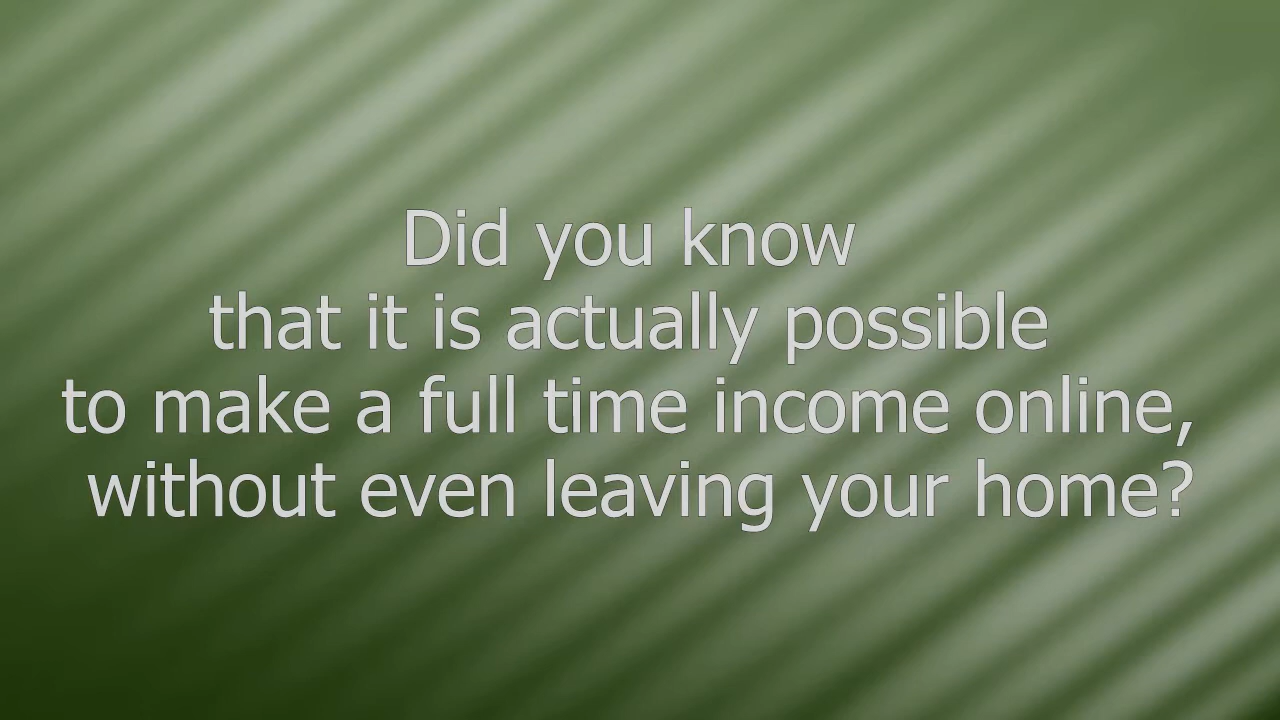 Did you know
that it is actually possible
to make a full time income online,
without even leaving your home?